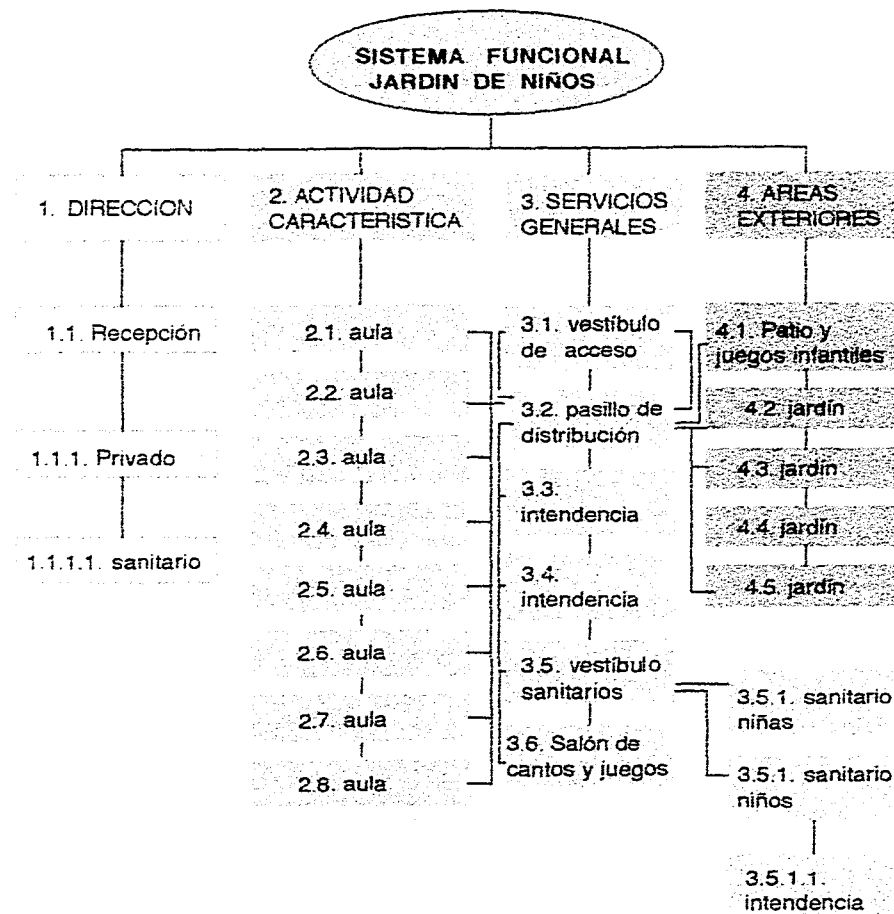 SISTEMA FUNCIONAL
JARDIN DE NIÑOS
1. DIRECCION
1.1. Recepción
1.1.1. Privado
1.1.1.1. sanitario
2. ACTIVIDAD
CARACTERISTICA
2.1. aula
2.2. aula
2.3. aula
2.4. aula
2.5. aula
2.6. aula
2.7. aula
2.8. aula
3. SERVICIOS
GENERALES
3.1. vestíbulo
de acceso
3.2. pasillo de
distribución
3.3.
intendencia
3.4.
intendencia
3.5. vestíbulo
sanitarios
3.6. Salón de
cantos y juegos
4. AREAS
EXTERIORES
4.1. Patio y
juegos infantiles
4.2. jardín
4.3. jardín
4.4. jardín
4.5. jardín
3.5.1. sanitario
niñas
3.5.1. sanitario
niños
3.5.1.1.
intendencia